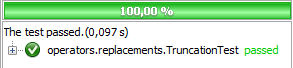 100,00 %
The test passed.(0,097 s)
operators.replacements.TruncationTest passed